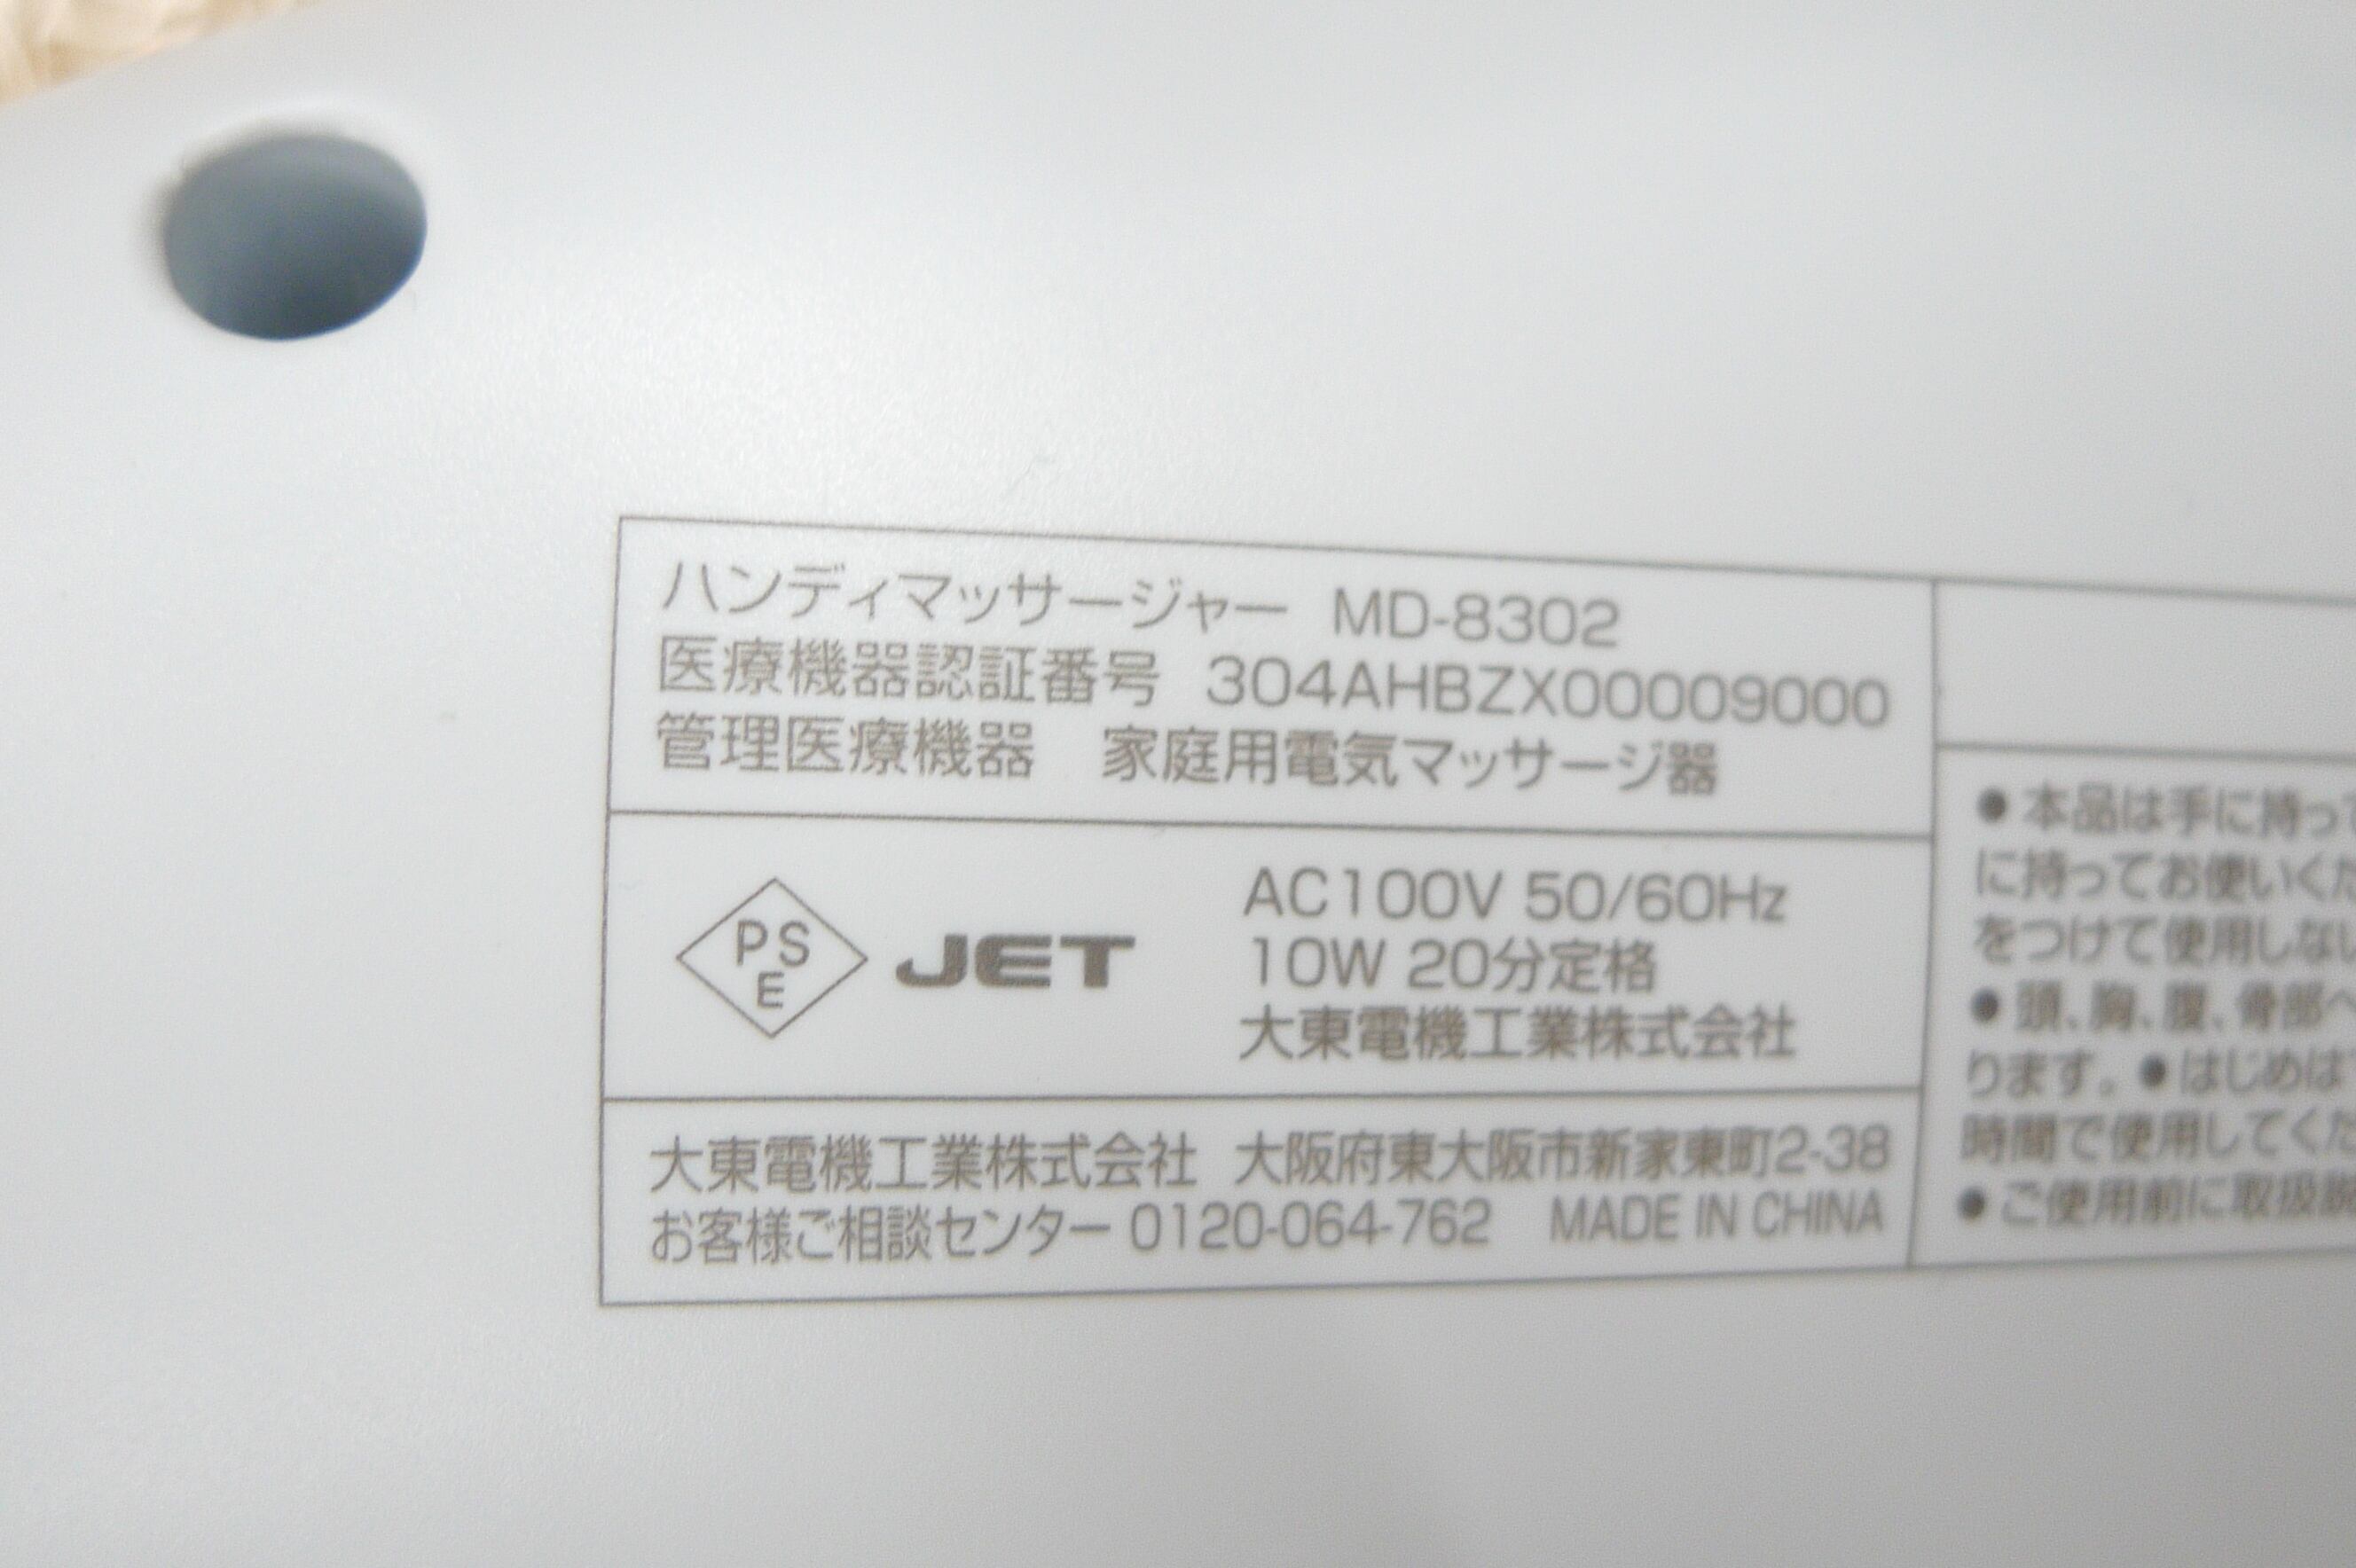 ハンディマッサージャー MD-8302
医療機器認証番号 304AHBZX00009000
管理医療機器 家庭用電気マッサージ器
PSE JET
AC100V 50/60Hz
10W 20分定格
大東電機工業株式会社
大東電機工業株式会社 大阪府東大阪市新家東町2-38
お客様ご相談センター 0120-064-762 MADE IN CHINA
●本品は手に持って
に持ってお使いくだ
をつけて使用しない
●頭、胸、腹、骨部へ
ります。●はじめは
時間で使用してくだ
●ご使用前に取扱説